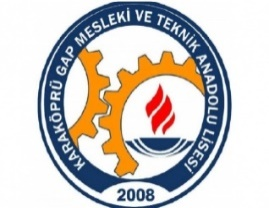 KARAKÖPRÜ GAP MESLEKİ VE TEKNİK ANADOLU LİSESİ
2008